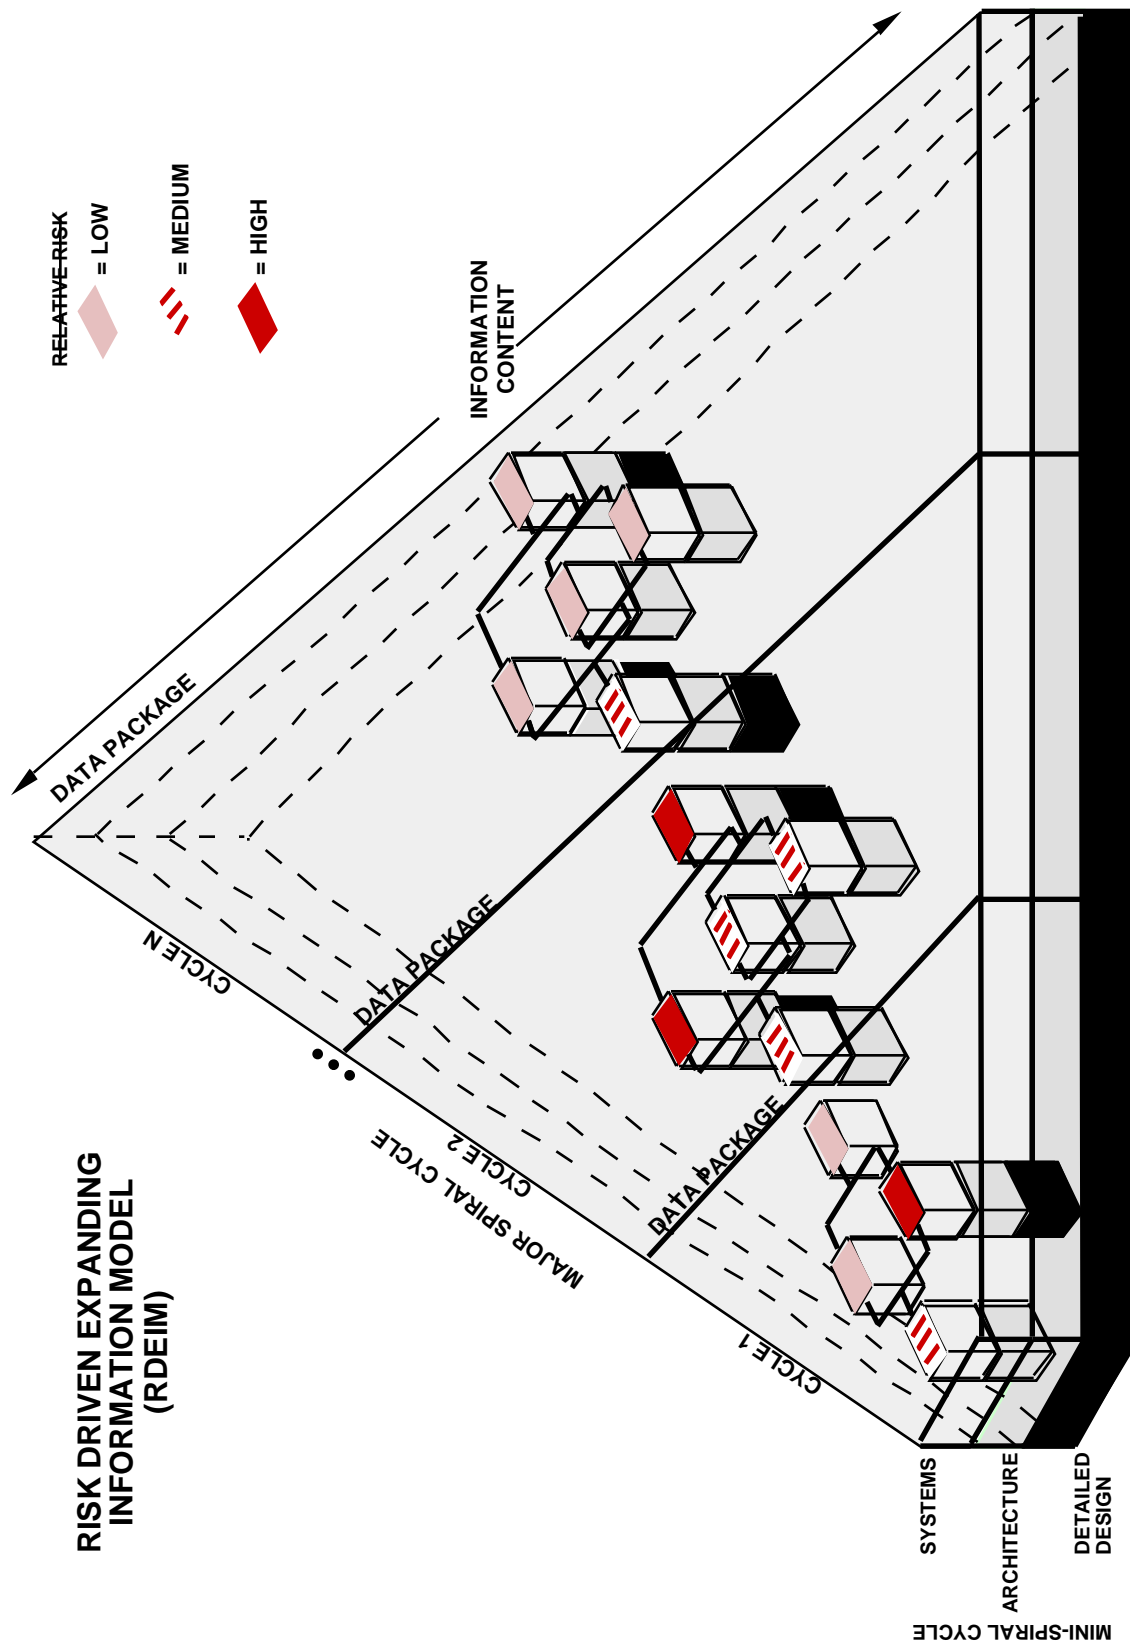 RISK DRIVEN EXPANDING
INFORMATION MODEL
(RDEIM)
RELATIVE RISK
= LOW
= MEDIUM
= HIGH
INFORMATION
CONTENT
DATA PACKAGE
DATA PACKAGE
DATA PACKAGE
CYCLE N
CYCLE 2
MAJOR SPIRAL CYCLE
CYCLE 1
SYSTEMS
ARCHITECTURE
DETAILED
DESIGN
MINI-SPIRAL CYCLE